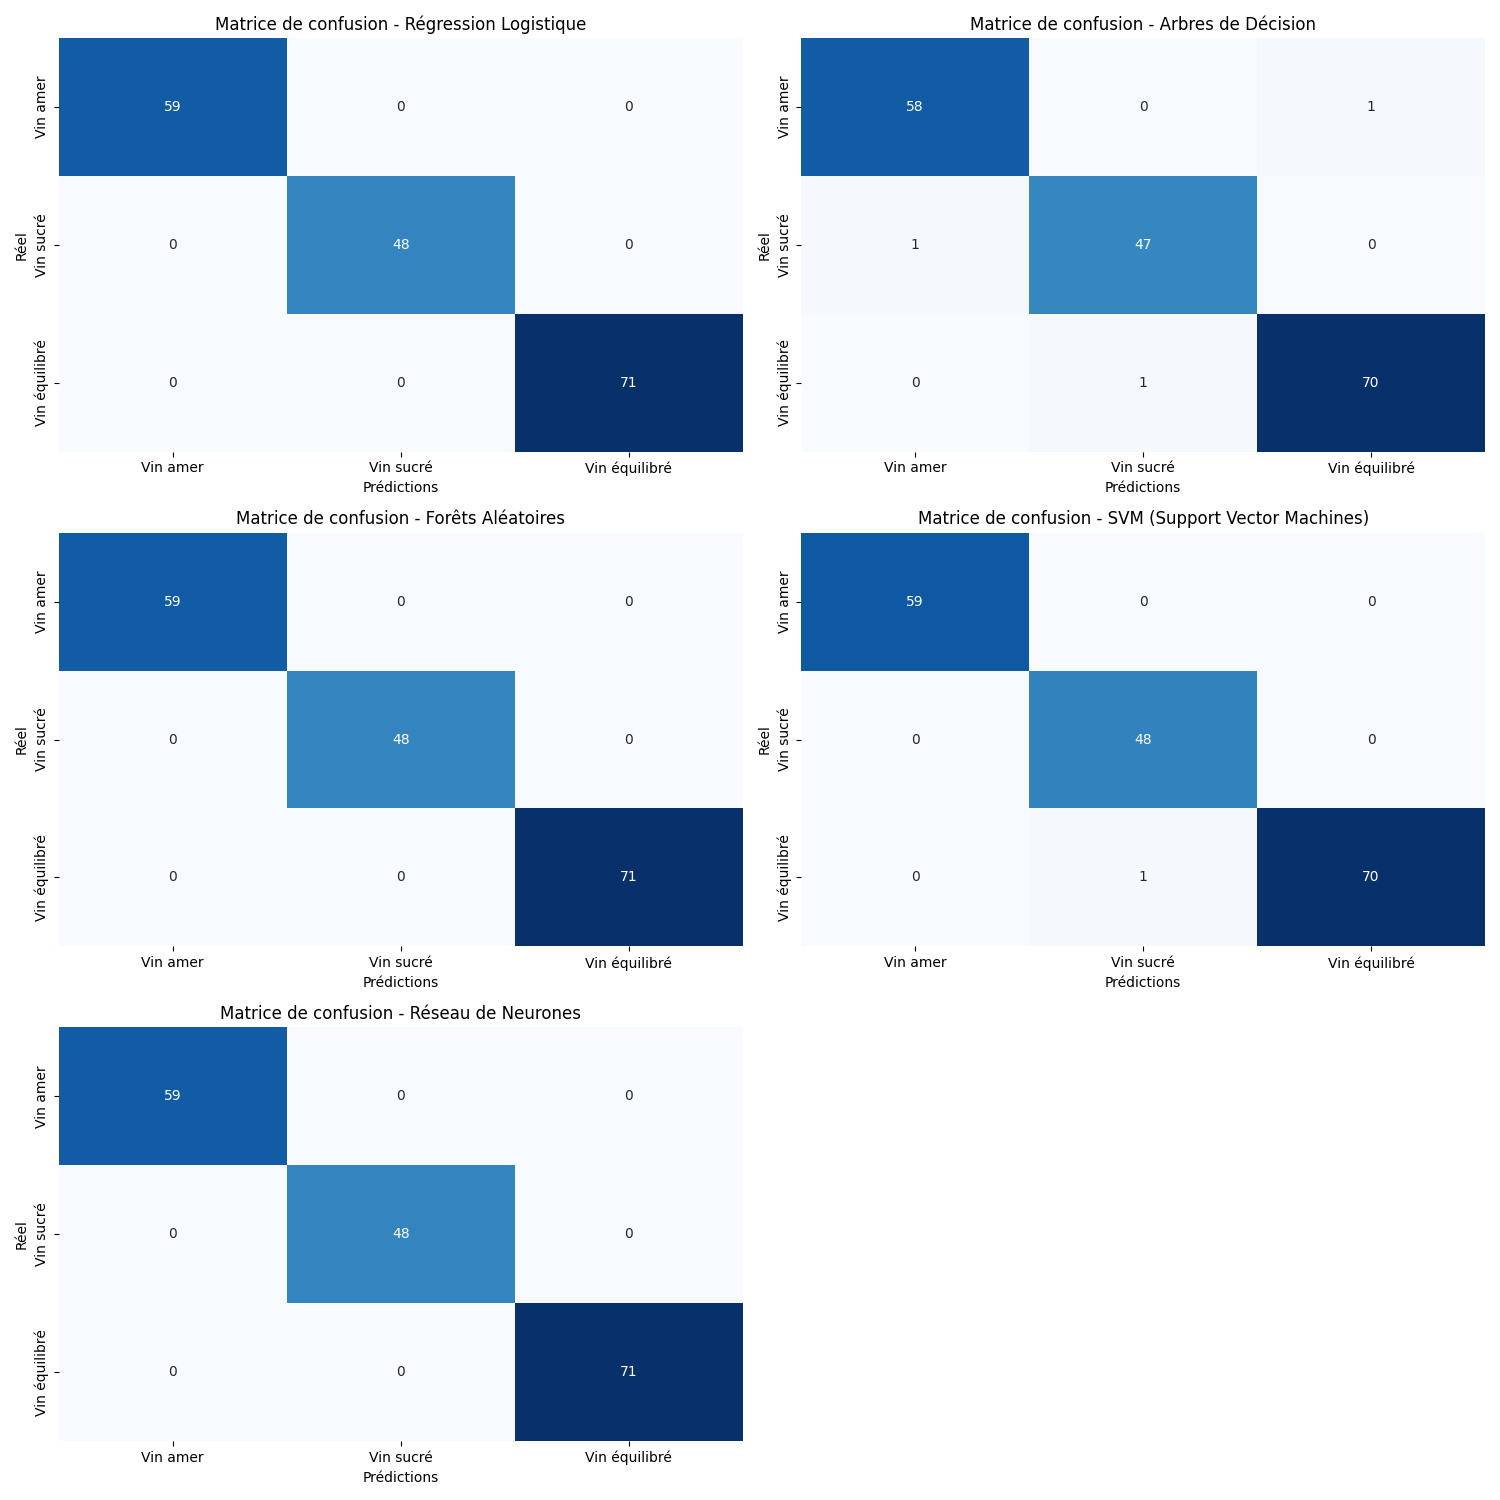 Matrice de confusion - Régression Logistique
Vin amer
59 0 0
Réel
Vin sucré
0 48 0
Vin équilibré
0 0 71
Vin amer Vin sucré Vin équilibré
Prédictions
Matrice de confusion - Arbres de Décision
Vin amer
58 0 1
Réel
Vin sucré
1 47 0
Vin équilibré
0 1 70
Vin amer Vin sucré Vin équilibré
Prédictions
Matrice de confusion - Forêts Aléatoires
Vin amer
59 0 0
Réel
Vin sucré
0 48 0
Vin équilibré
0 0 71
Vin amer Vin sucré Vin équilibré
Prédictions
Matrice de confusion - SVM (Support Vector Machines)
Vin amer
59 0 0
Réel
Vin sucré
0 48 0
Vin équilibré
0 1 70
Vin amer Vin sucré Vin équilibré
Prédictions
Matrice de confusion - Réseau de Neurones
Vin amer
59 0 0
Réel
Vin sucré
0 48 0
Vin équilibré
0 0 71
Vin amer Vin sucré Vin équilibré
Prédictions